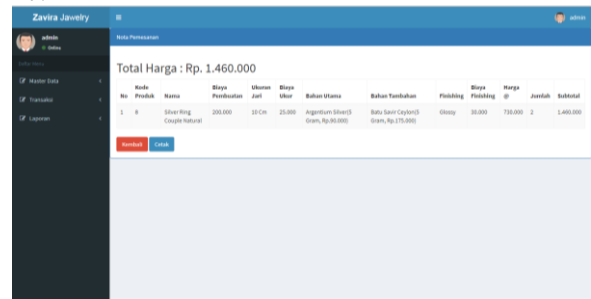 Zavira Jawelry
admin
admin
Online
Nota Pemesanan
Daftar Menu
Master Data
Transaksi
Laporan
Total Harga : Rp. 1.460.000
No Kode Produk Nama Biaya Pembuatan Ukuran Jari Biaya Ukur Bahan Utama Bahan Tambahan Finishing Biaya Finishing Harga @ Jumlah Subtotal
1 8 Silver Ring Couple Natural 200.000 10 Cm 25.000 Argentium Silver(5 Gram, Rp.90.000) Batu Savir Ceylon(5 Gram, Rp.175.000) Glossy 30.000 730.000 2 1.460.000
Kembali Cetak